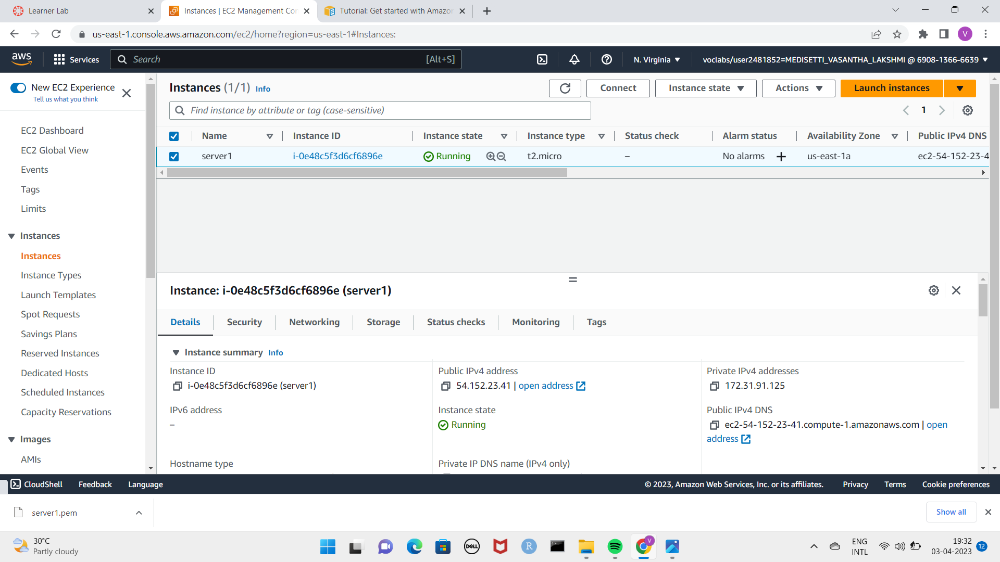 Learner Lab
Instances | EC2 Management Con
Tutorial: Get started with Amazon
us-east-1.console.aws.amazon.com/ec2/home?region=us-east-1#Instances:
V
aws
Services
Search
[Alt+S]
N. Virginia
voclabs/user2481852=MEDISETTI_VASANTHA_LAKSHMI @ 6908-1366-6639
New EC2 Experience
Tell us what you think
EC2 Dashboard
EC2 Global View
Events
Tags
Limits
Instances
Instances
Instance Types
Launch Templates
Spot Requests
Savings Plans
Reserved Instances
Dedicated Hosts
Scheduled Instances
Capacity Reservations
Images
AMIs
Instances (1/1) Info
Connect
Instance state
Actions
Launch instances
Find instance by attribute or tag (case-sensitive)
1
Name
Instance ID
Instance state
Instance type
Status check
Alarm status
Availability Zone
Public IPv4 DNS
server1
i-0e48c5f3d6cf6896e
Running
t2.micro
–
No alarms
us-east-1a
ec2-54-152-23-4
Instance: i-0e48c5f3d6cf6896e (server1)
Details
Security
Networking
Storage
Status checks
Monitoring
Tags
Instance summary Info
Instance ID
i-0e48c5f3d6cf6896e (server1)
Public IPv4 address
54.152.23.41 | open address
Private IPv4 addresses
172.31.91.125
IPv6 address
–
Instance state
Running
Public IPv4 DNS
ec2-54-152-23-41.compute-1.amazonaws.com | open
address
Hostname type
Private IP DNS name (IPv4 only)
CloudShell
Feedback
Language
© 2023, Amazon Web Services, Inc. or its affiliates.
Privacy
Terms
Cookie preferences
server1.pem
Show all
30°C
Partly cloudy
DELL
R
V
ENG
INTL
19:32
03-04-2023
12